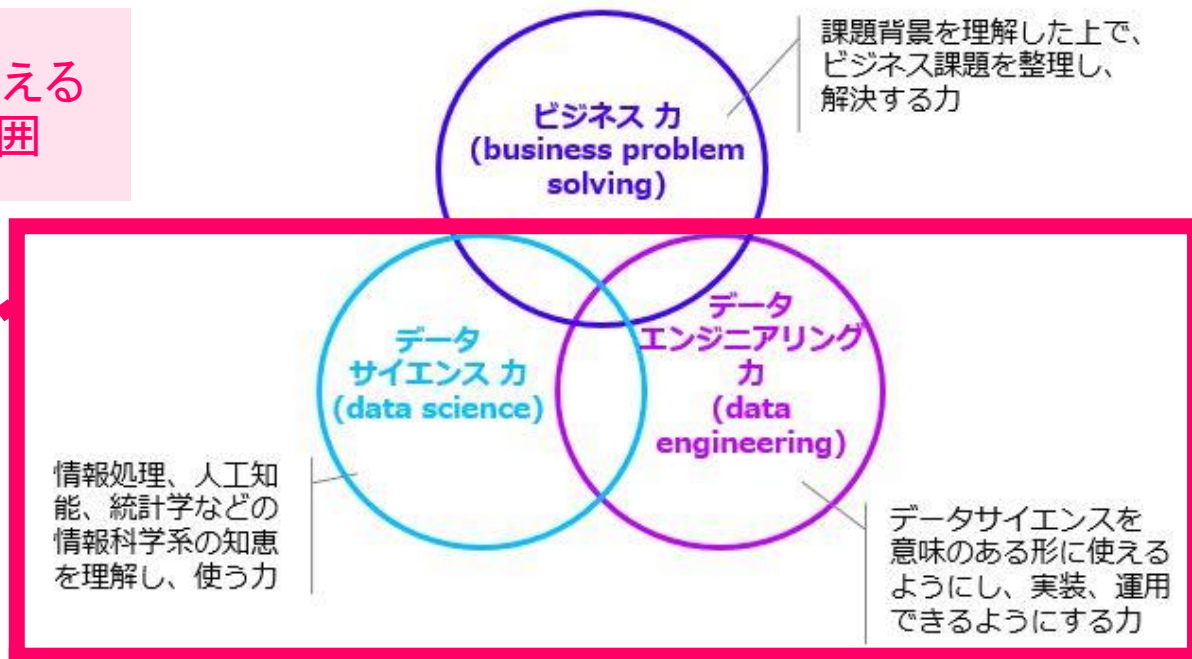 える
囲
課題背景を理解した上で、
ビジネス課題を整理し、
解決する力
ビジネス 力
(business problem
solving)
データ
サイエンス 力
(data science)
データ
エンジニアリング
力
(data
engineering)
情報処理、人工知
能、統計学などの
情報科学系の知恵
を理解し、使う力
データサイエンスを
意味のある形に使える
ようにし、実装、運用
できるようにする力